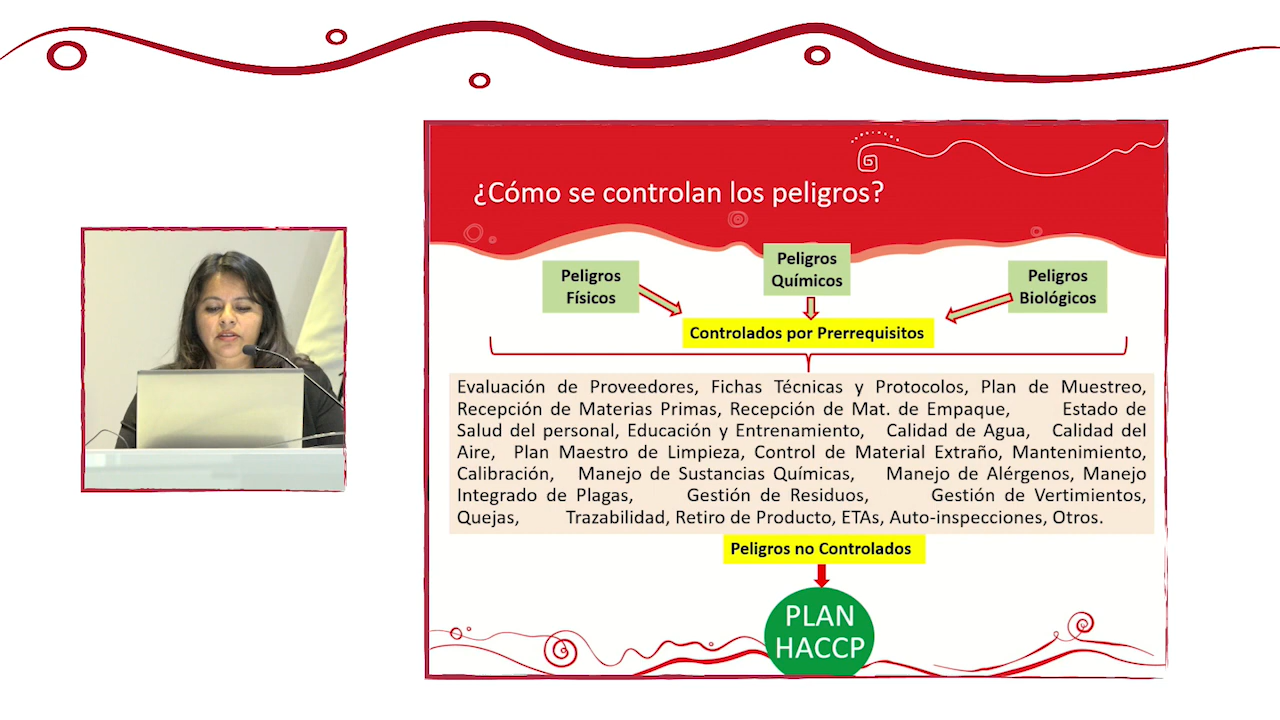 ¿Cómo se controlan los peligros?
Peligros
Físicos
Peligros
Químicos
Peligros
Biológicos
Controlados por Prerrequisitos
Evaluación de Proveedores, Fichas Técnicas y Protocolos, Plan de Muestreo,
Recepción de Materias Primas, Recepción de Mat. de Empaque, Estado de
Salud del personal, Educación y Entrenamiento, Calidad de Agua, Calidad del
Aire, Plan Maestro de Limpieza, Control de Material Extraño, Mantenimiento,
Calibración, Manejo de Sustancias Químicas, Manejo de Alérgenos, Manejo
Integrado de Plagas, Gestión de Residuos, Gestión de Vertimientos,
Quejas, Trazabilidad, Retiro de Producto, ETAs, Auto-inspecciones, Otros.
Peligros no Controlados
PLAN
HACCP